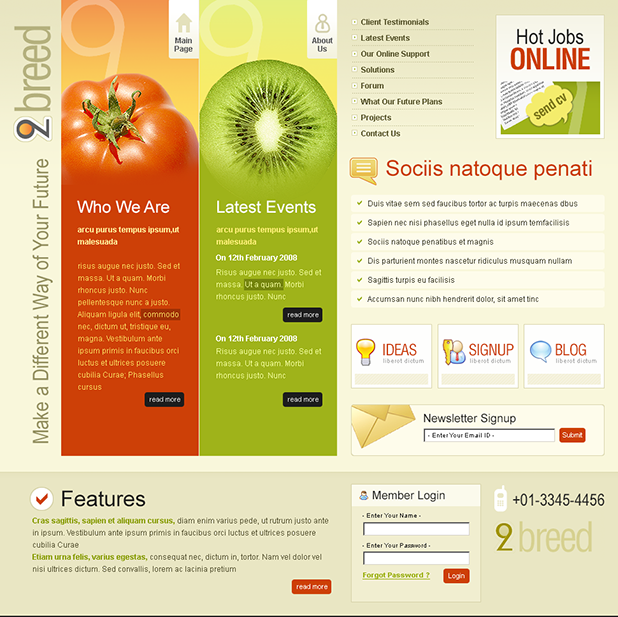 2 breed
Make a Different Way of Your Future
9
Main
Page
9
About
Us
Who We Are
arcu purus tempus ipsum,ut
malesuada
risus augue nec justo. Sed et
massa. Ut a quam. Morbi
rhoncus justo. Nunc
pellentesque nunc a justo.
Aliquam ligula elit, commodo
nec, dictum ut, tristique eu,
magna. Vestibulum ante
ipsum primis in faucibus orci
luctus et ultrices posuere
cubilia Curae; Phasellus
cursus
read more
Latest Events
arcu purus tempus ipsum,ut
malesuada
On 12th February 2008
risus augue nec justo. Sed et
massa. Ut a quam. Morbi
rhoncus justo. Nunc
read more
On 12th February 2008
risus augue nec justo. Sed et
massa. Ut a quam. Morbi
rhoncus justo. Nunc
read more
Client Testimonials
Latest Events
Our Online Support
Solutions
Forum
What Our Future Plans
Projects
Contact Us
Hot Jobs
ONLINE
send cv
Sociis natoque penati
Duis vitae sem sed faucibus tortor ac turpis maecenas dbus
Sapien nec nisi phasellus eget nulla id ipsum temfacilisis
Sociis natoque penatibus et magnis
Dis parturient montes nascetur ridiculus musquam nullam
Sagittis turpis eu facilisis
Accumsan nunc nibh hendrerit dolor, sit amet tinc
IDEAS
liberot dictum
SIGNUP
liberot dictum
BLOG
liberot dictum
Newsletter Signup
- Enter Your Email ID -
Submit
Features
Cras sagittis, sapien et aliquam cursus, diam enim varius pede, ut rutrum justo ante
in ipsum. Vestibulum ante ipsum primis in faucibus orci luctus et ultrices posuere
cubilia Curae
Etiam urna felis, varius egestas, consequat nec, dictum in, tortor. Nam vel dolor vel
nisi ultrices dictum. Sed convallis, lorem ac lacinia pretium
read more
Member Login
- Enter Your Name -
- Enter Your Password -
Forgot Password ?
Login
+01-3345-4456
2 breed